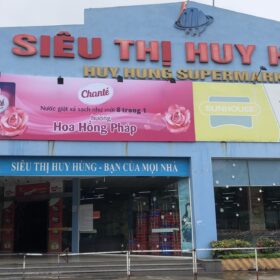 SIÊU THỊ HUY H
HUY HUNG SUPERMAR
Chanté
Nước giặt xả sạch như mới 8 trong 1
hương
Hoa Hồng Pháp
SUNHOUSE
SIÊU THỊ HUY HÙNG - BẠN CỦA MỌI NHÀ